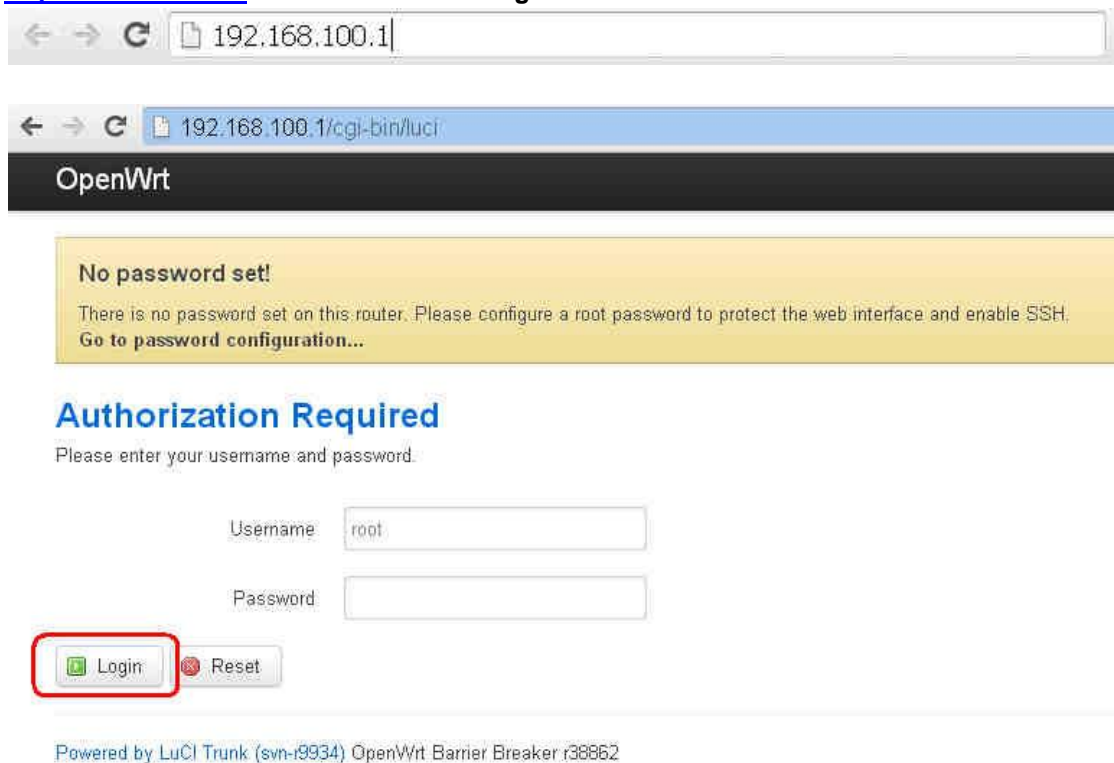 192.168.100.1
192.168.100.1/cgi-bin/luci
OpenWrt
No password set!
There is no password set on this router. Please configure a root password to protect the web interface and enable SSH.
Go to password configuration...
Authorization Required
Please enter your username and password.
Username root
Password
Login Reset
Powered by LuCI Trunk (svn-r9934) OpenWrt Barrier Breaker r38862